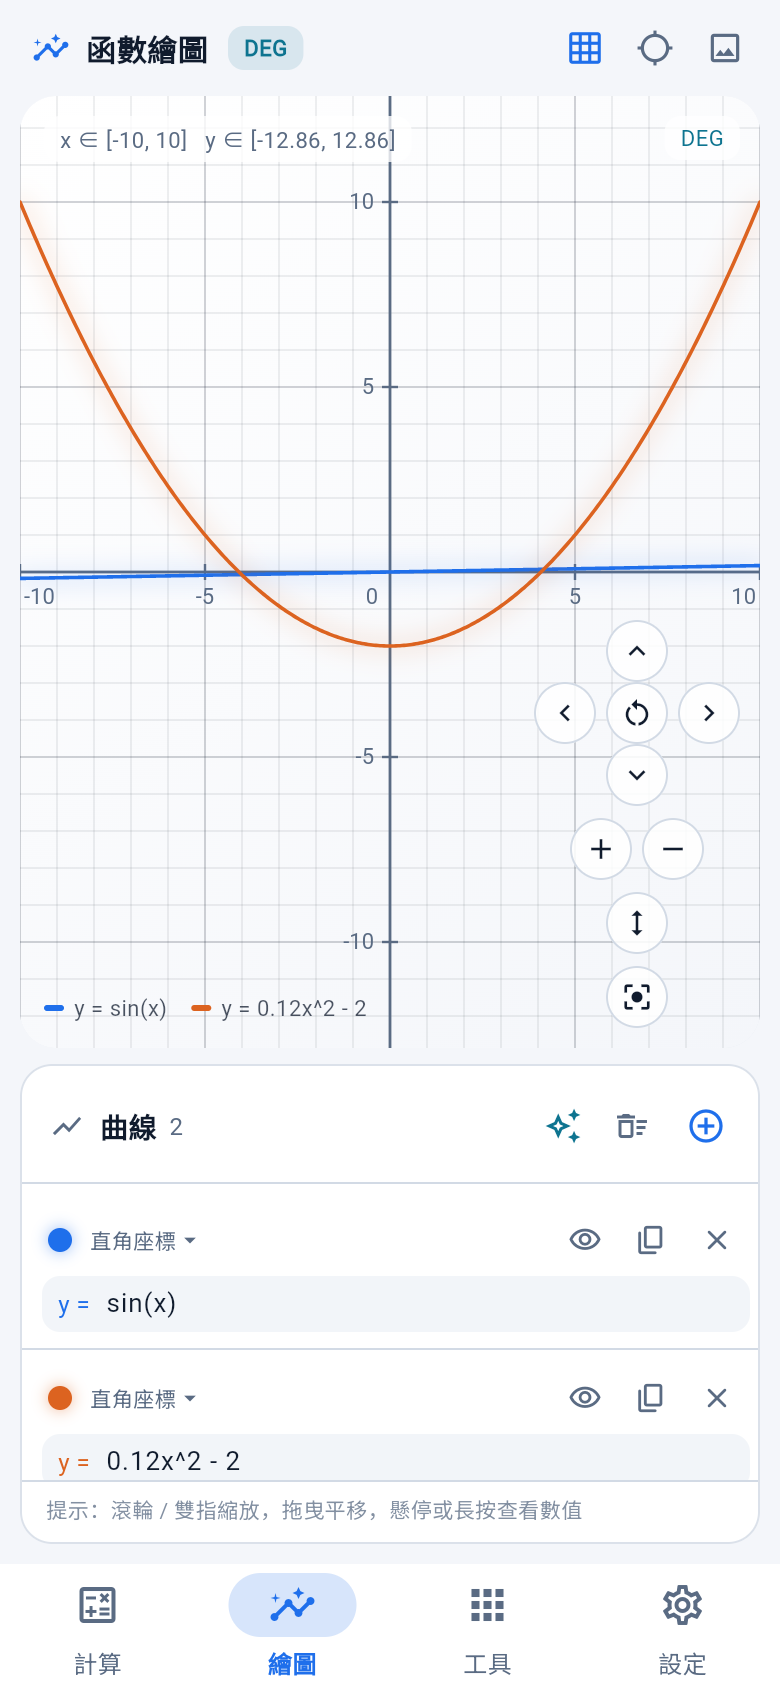 函數繪圖 DEG
x ∈ [-10, 10] y ∈ [-12.86, 12.86] DEG
10
5
-10 -5 0 5 10
-5
-10
y = sin(x) y = 0.12x^2 - 2
曲線 2
直角座標
y = sin(x)
直角座標
y = 0.12x^2 - 2
提示：滾輪 / 雙指縮放，拖曳平移，懸停或長按查看數值
計算 繪圖 工具 設定